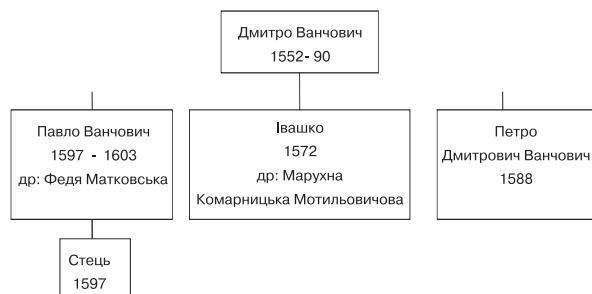 Дмитро Ванчович
1552- 90
Павло Ванчович
1597 - 1603
др: Федя Матковська
Івашко
1572
др: Марухна
Комарницька Мотильовичова
Петро
Дмитрович Ванчович
1588
Стець
1597